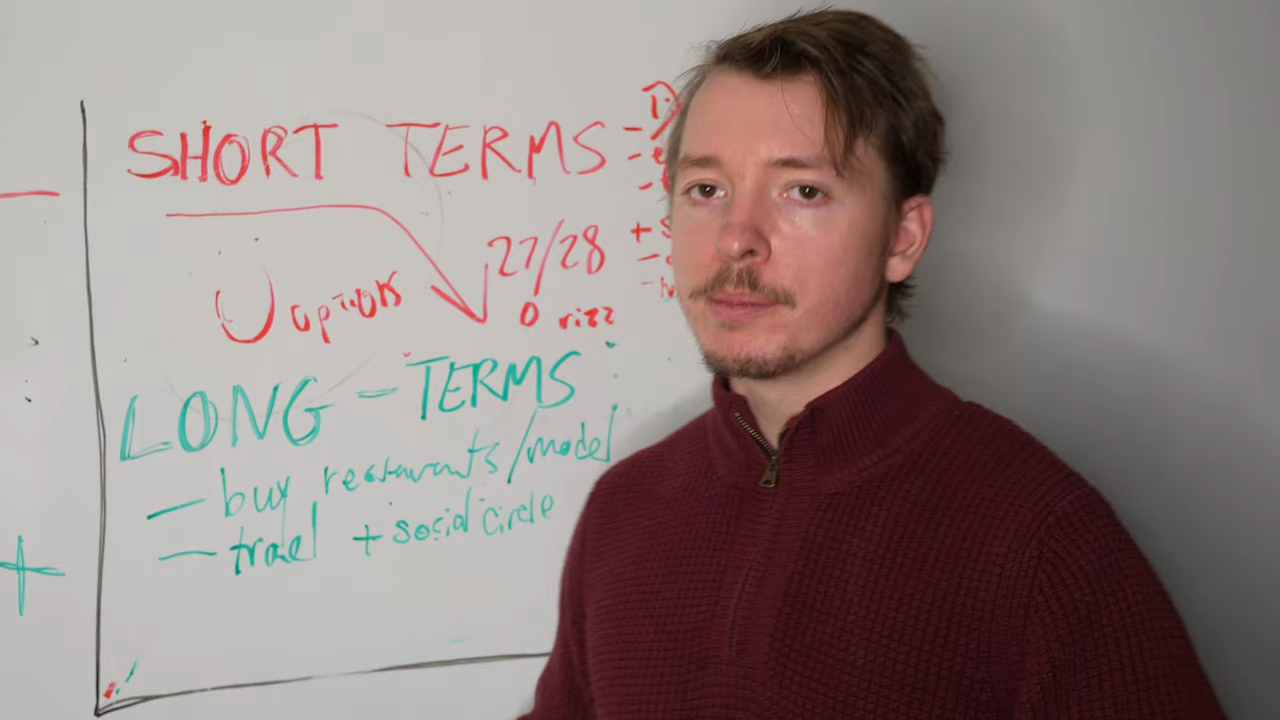 SHORT TERMS
27/28
options
0 rizz
LONG - TERMS
- buy restaurants/model
- travel + social circle